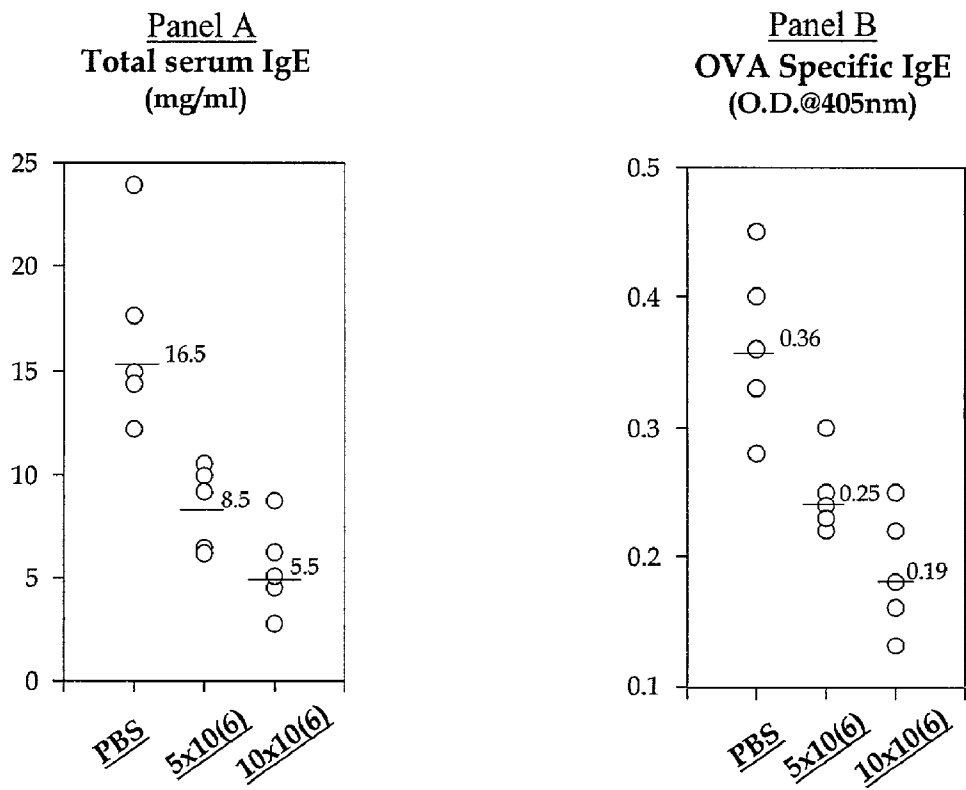 Panel A
Total serum IgE
(mg/ml)
25
20
15
10
5
0
16.5
8.5
5.5
PBS
5x10(6)
10x10(6)
Panel B
OVA Specific IgE
(O.D.@405nm)
0.5
0.4
0.3
0.2
0.1
0.36
0.25
0.19
PBS
5x10(6)
10x10(6)